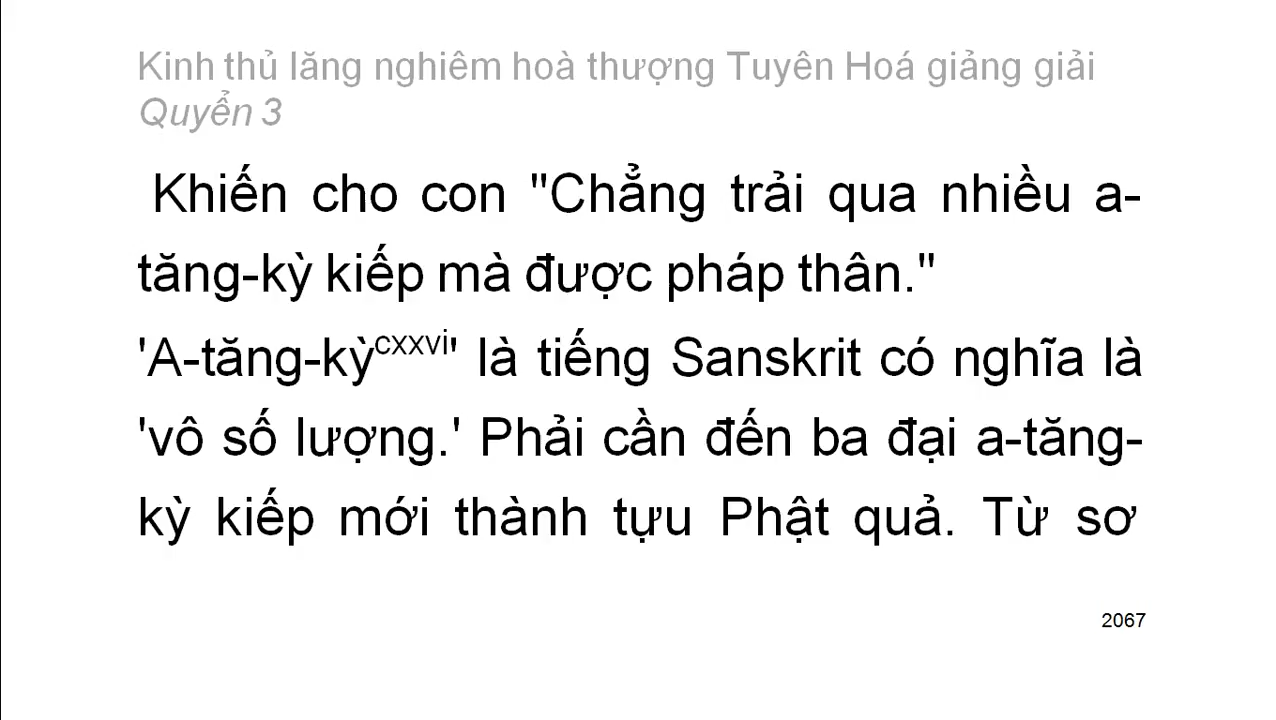 Kinh thủ lăng nghiêm hoà thượng Tuyên Hoá giảng giải
Quyển 3
Khiến cho con "Chẳng trải qua nhiều a-
tăng-kỳ kiếp mà được pháp thân."
'A-tăng-kỳcxxvi' là tiếng Sanskrit có nghĩa là
'vô số lượng.' Phải cần đến ba đại a-tăng-
kỳ kiếp mới thành tựu Phật quả. Từ sơ
2067